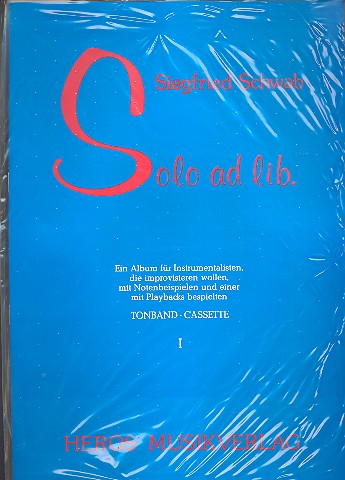 Siegfried Schwab
Solo ad lib.
Ein Album für Instrumentalisten,
die improvisieren wollen,
mit Notenbeispielen und einer
mit Playbacks bespielten
TONBAND-CASSETTE
I
HEROS MUSIKVERLAG